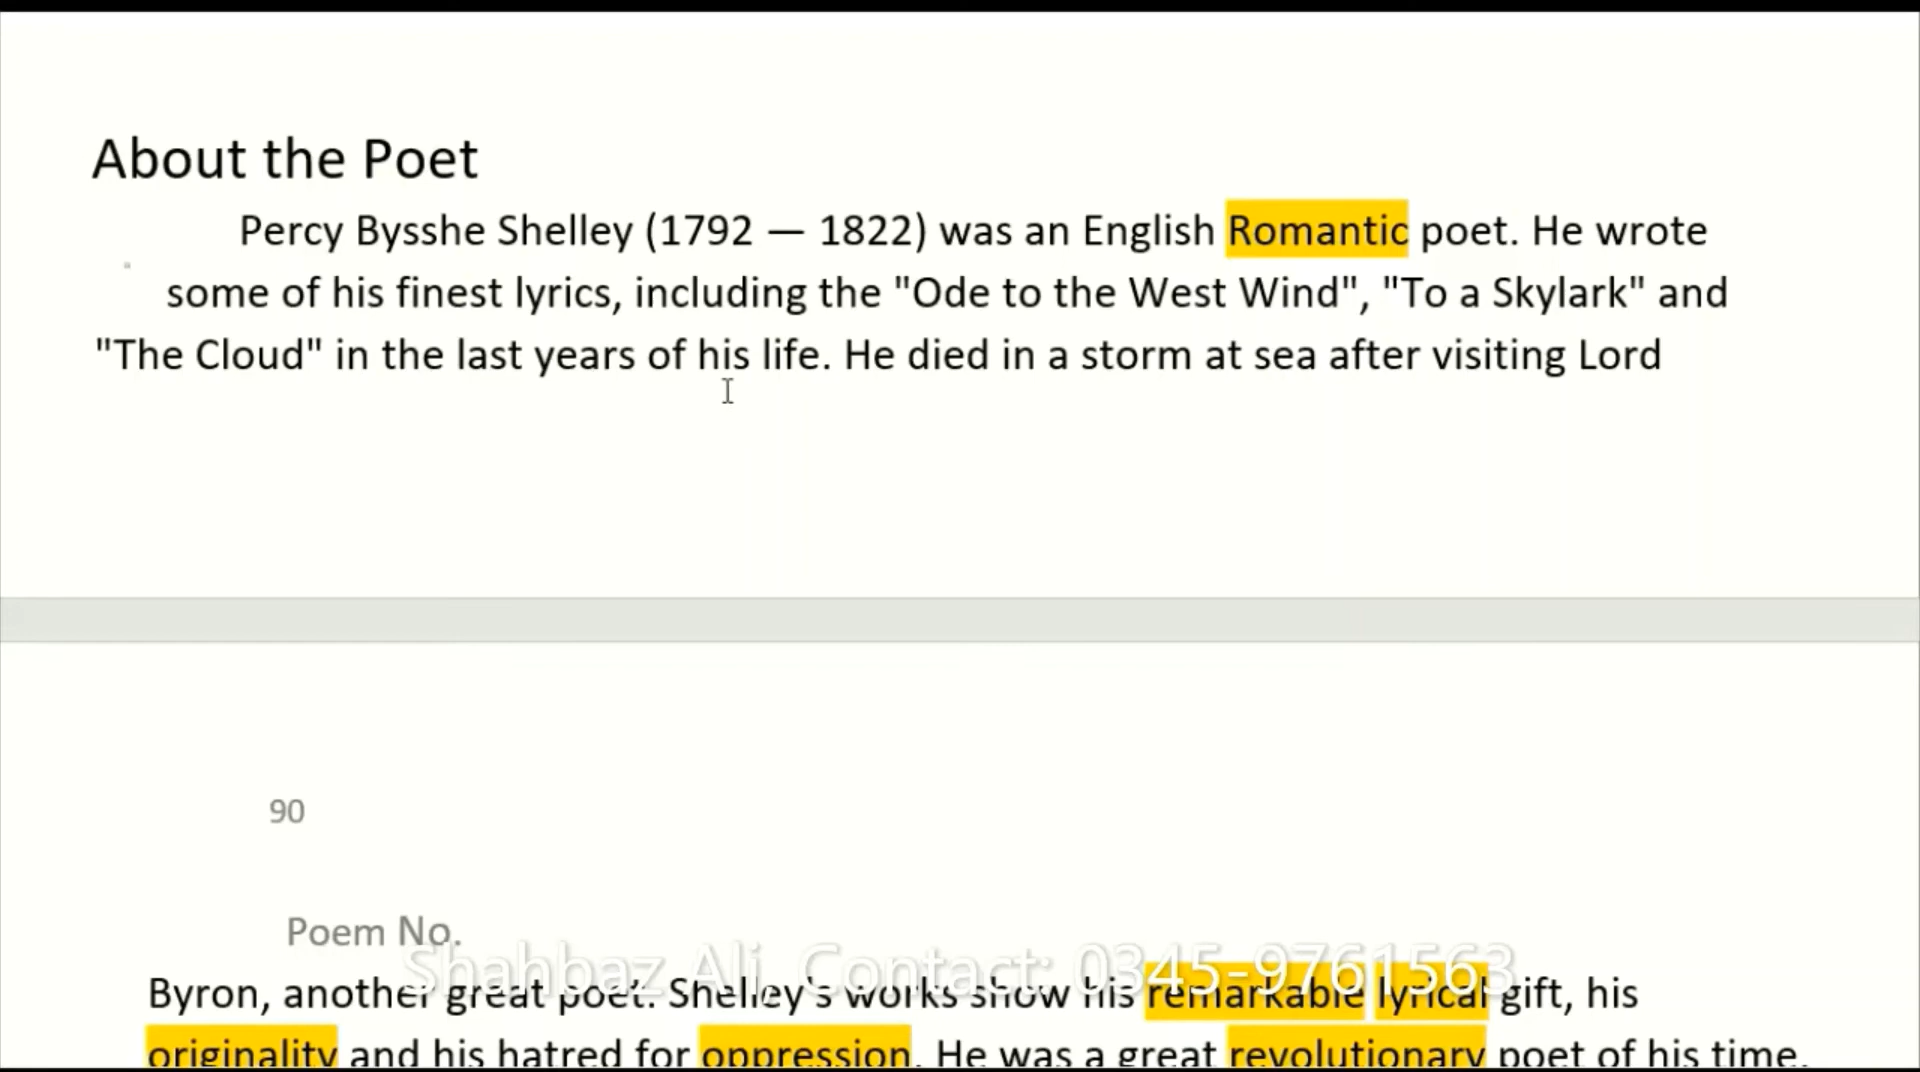 About the Poet
Percy Bysshe Shelley (1792 — 1822) was an English Romantic poet. He wrote
some of his finest lyrics, including the "Ode to the West Wind", "To a Skylark" and
"The Cloud" in the last years of his life. He died in a storm at sea after visiting Lord
90
Poem No.
Shahbaz Ali, Contact: 0345-9761563
Byron, another great poet. Shelley's works show his remarkable lyrical gift, his
originality and his hatred for oppression. He was a great revolutionary poet of his time.